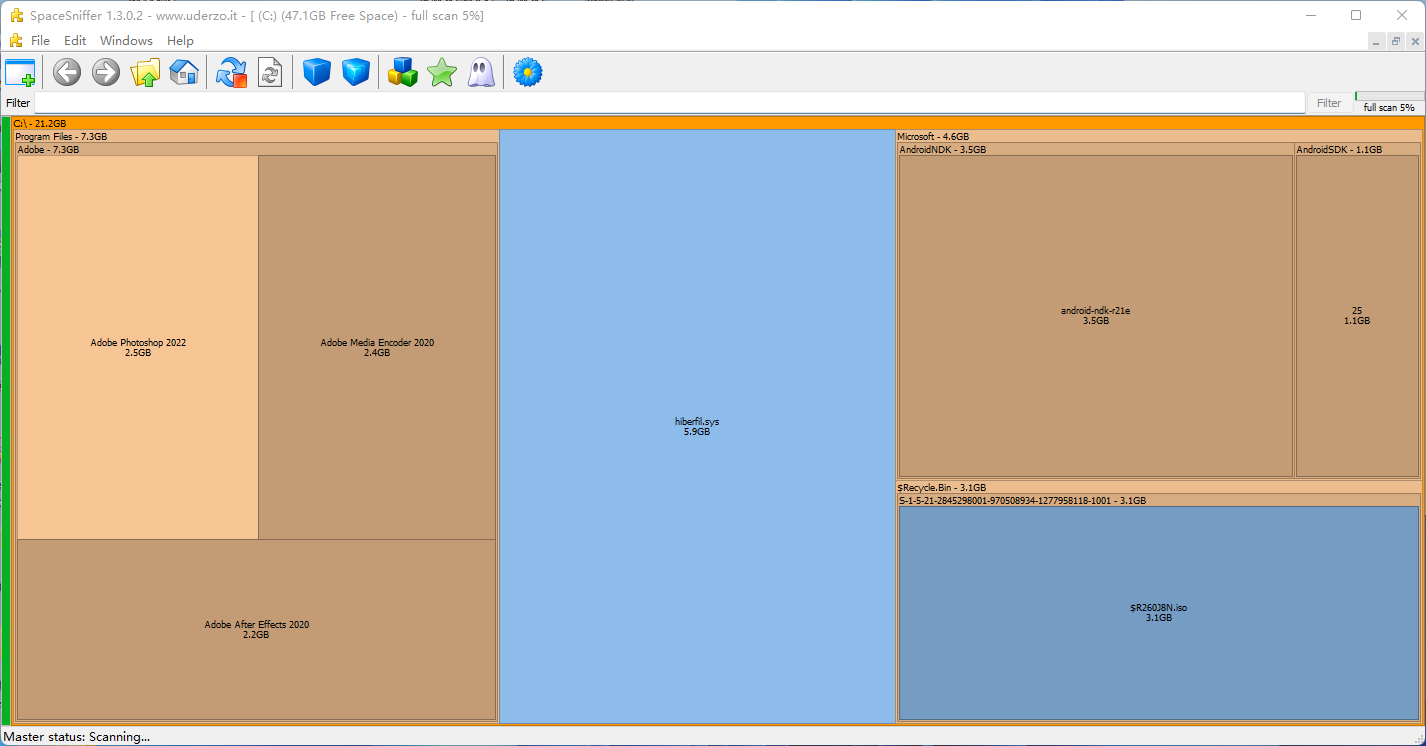 SpaceSniffer 1.3.0.2 - www.uderzo.it - [ (C:) (47.1GB Free Space) - full scan 5%]
File Edit Windows Help
Filter
Filter
full scan 5%
C:\ - 21.2GB
Program Files - 7.3GB
Adobe - 7.3GB
Adobe Photoshop 2022
2.5GB
Adobe Media Encoder 2020
2.4GB
Adobe After Effects 2020
2.2GB
hiberfil.sys
5.9GB
Microsoft - 4.6GB
AndroidNDK - 3.5GB
android-ndk-r21e
3.5GB
AndroidSDK - 1.1GB
25
1.1GB
$Recycle.Bin - 3.1GB
S-1-5-21-2845298001-970508934-1277958118-1001 - 3.1GB
$R260J8N.iso
3.1GB
Master status: Scanning...